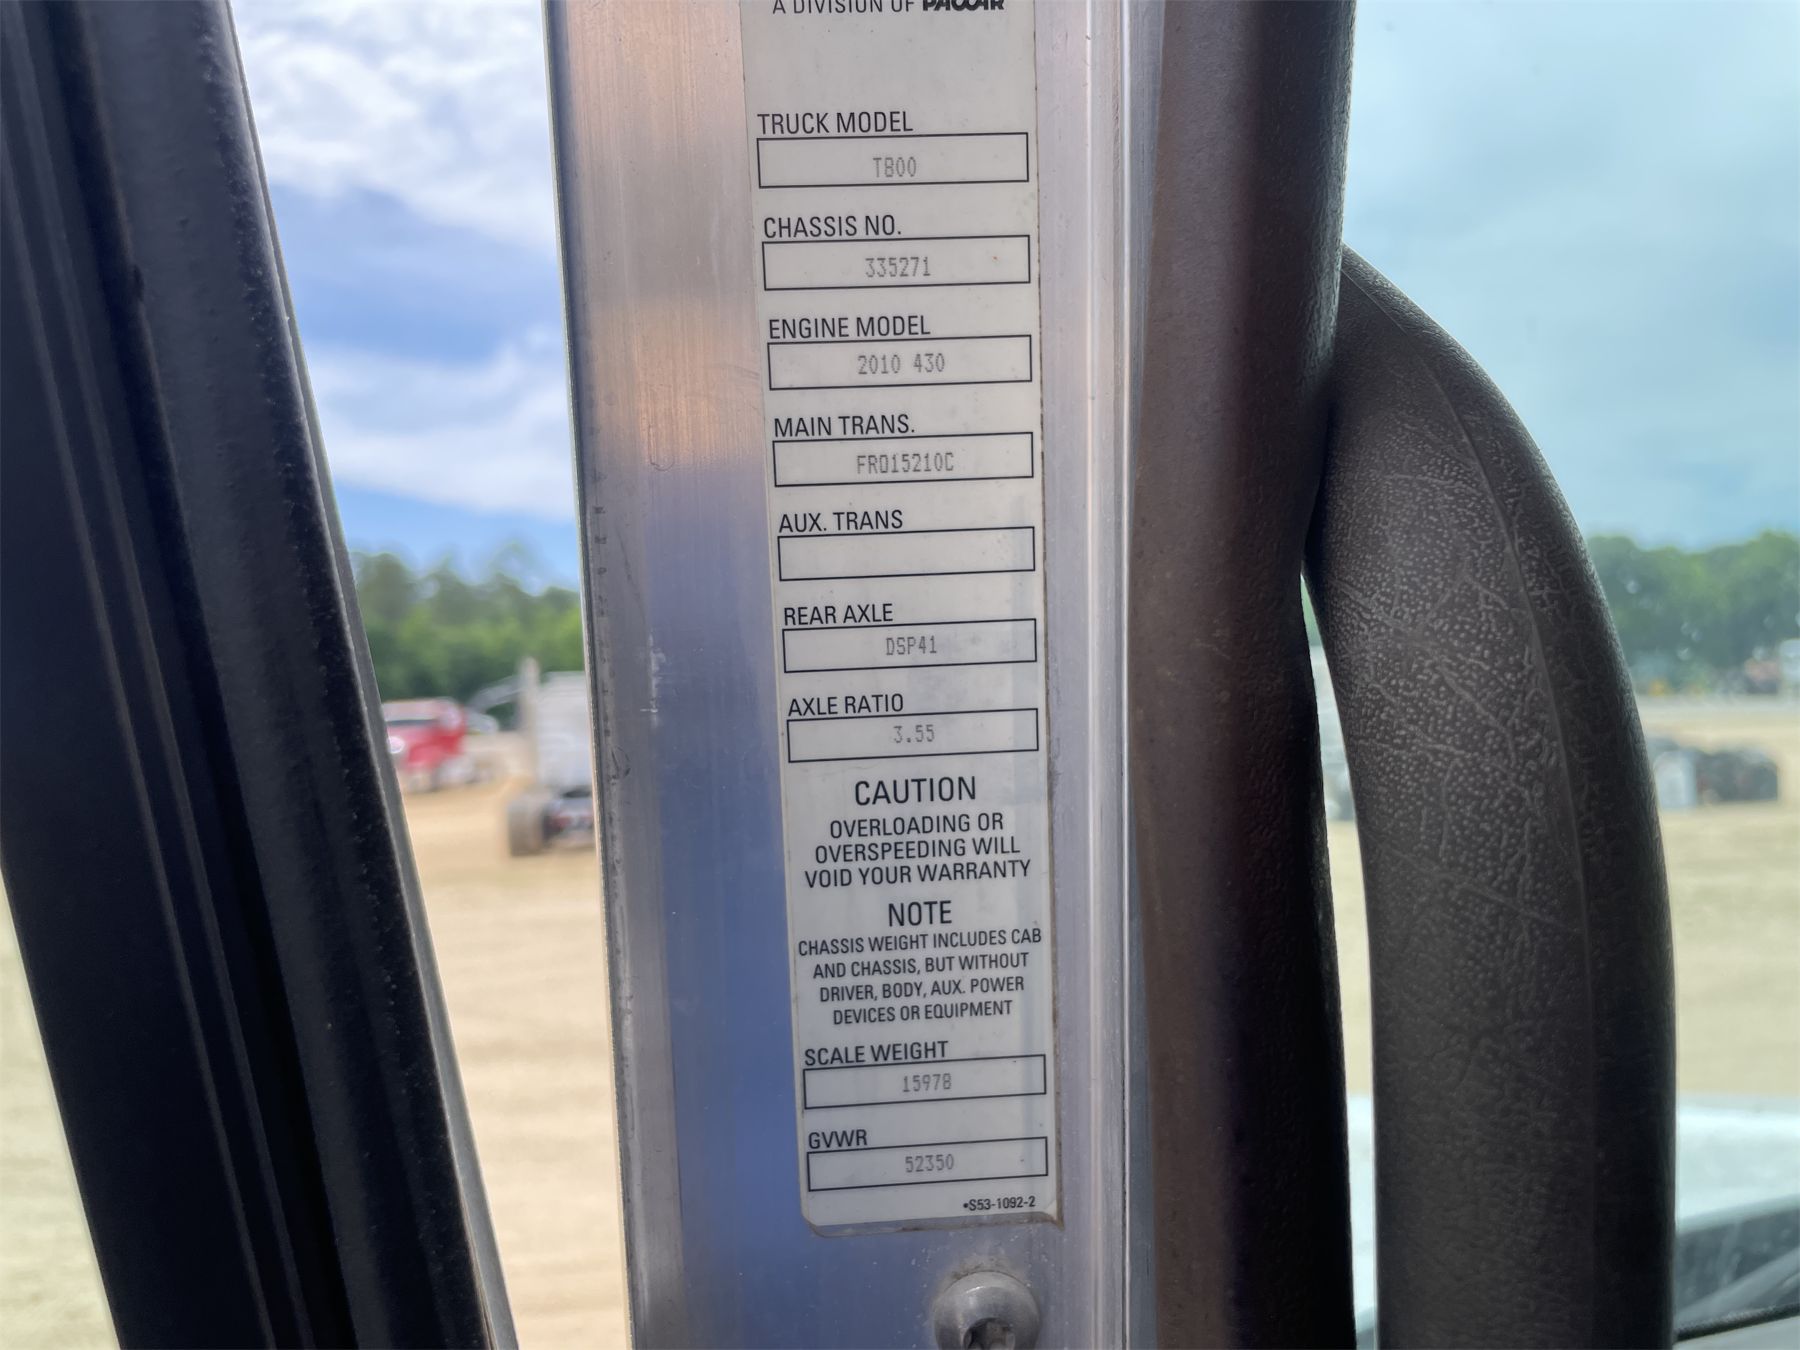 A DIVISION OF PACCAR
TRUCK MODEL
T800
CHASSIS NO.
335271
ENGINE MODEL
2010 430
MAIN TRANS.
FRO15210C
AUX. TRANS
REAR AXLE
DSP41
AXLE RATIO
3.55
CAUTION
OVERLOADING OR
OVERSPEEDING WILL
VOID YOUR WARRANTY
NOTE
CHASSIS WEIGHT INCLUDES CAB
AND CHASSIS, BUT WITHOUT
DRIVER, BODY, AUX. POWER
DEVICES OR EQUIPMENT
SCALE WEIGHT
15978
GVWR
52350
•S53-1092-2